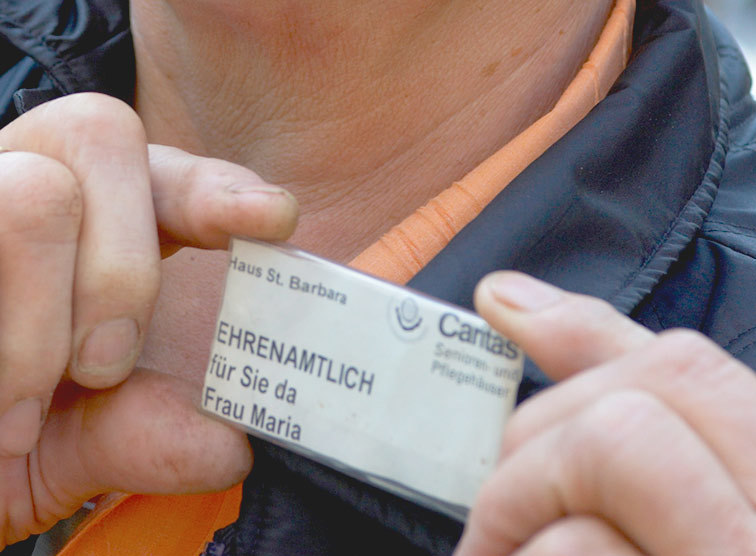 Haus St. Barbara
Caritas
Senioren- und
Pflegehäuser
EHRENAMTLICH
für Sie da
Frau Maria